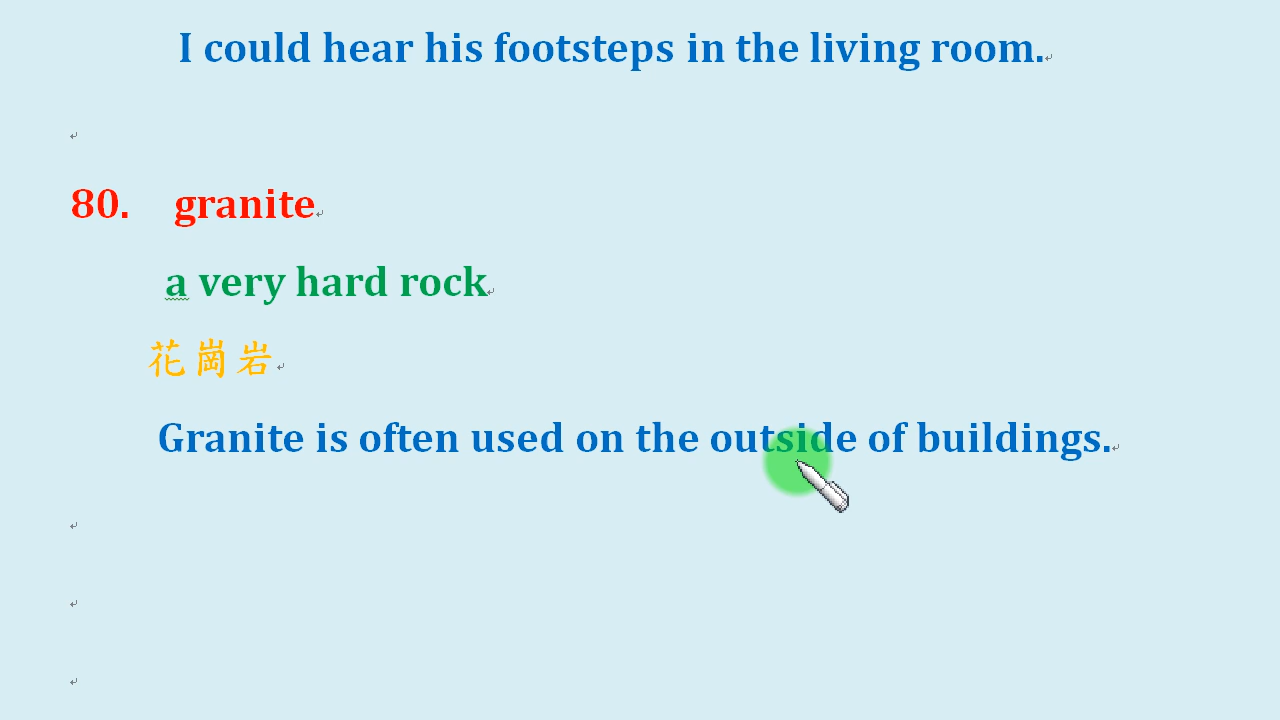 I could hear his footsteps in the living room.
80. granite
a very hard rock
花崗岩
Granite is often used on the outside of buildings.